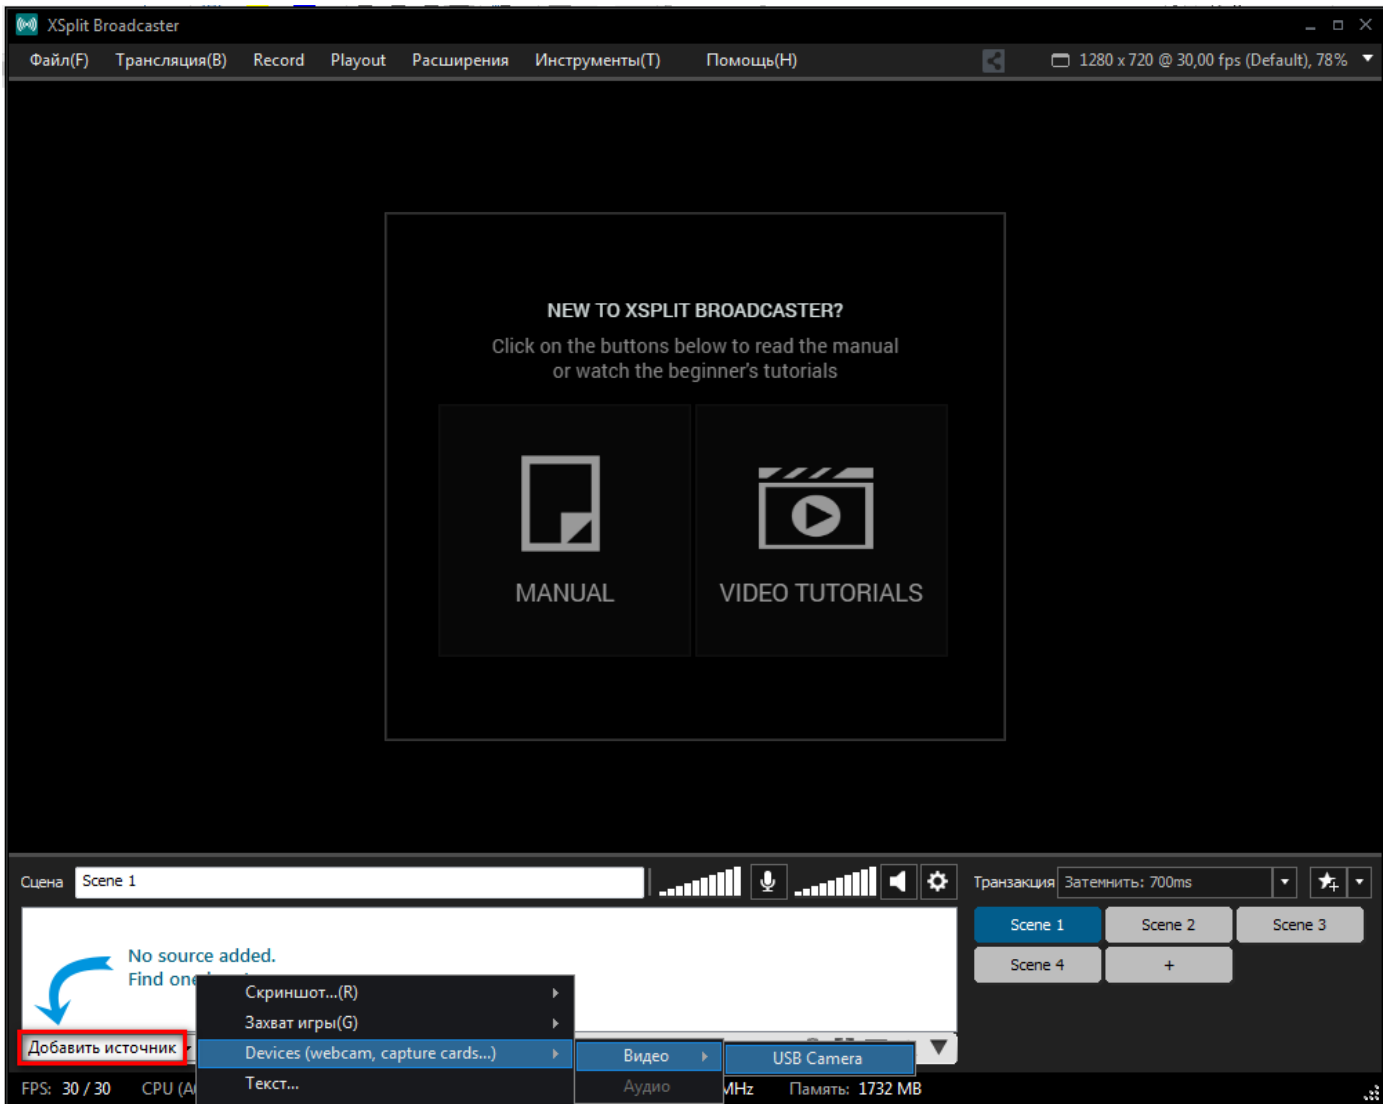 XSplit Broadcaster
Файл(F) Трансляция(B) Record Playout Расширения Инструменты(T) Помощь(H) 1280 x 720 @ 30,00 fps (Default), 78%
NEW TO XSPLIT BROADCASTER?
Click on the buttons below to read the manual
or watch the beginner's tutorials
MANUAL VIDEO TUTORIALS
Сцена Scene 1 Транзакция Затемнить: 700ms
Scene 1 Scene 2 Scene 3
Scene 4 +
No source added.
Find one
Скриншот...(R)
Захват игры(G)
Добавить источник
Devices (webcam, capture cards...) Видео USB Camera
Текст... Аудио
FPS: 30 / 30 CPU (A MHz Память: 1732 MB